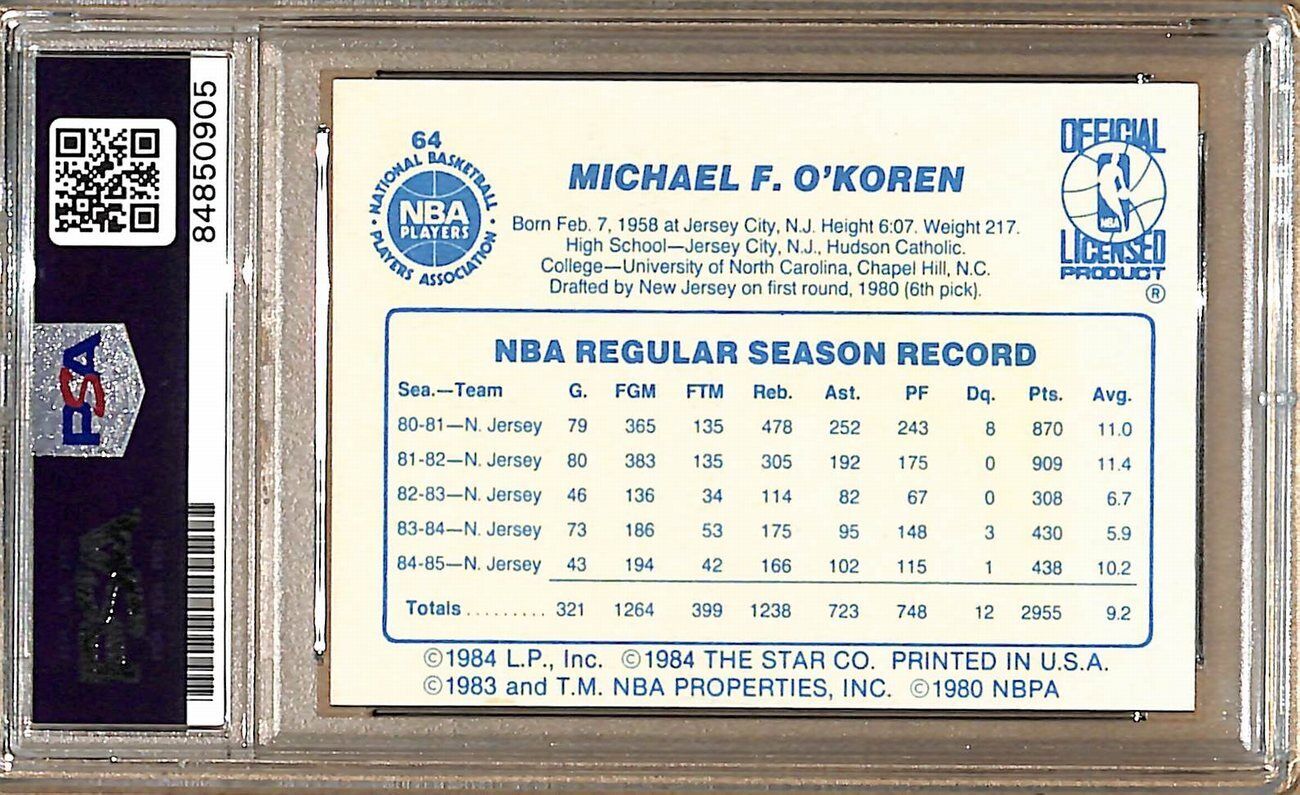 84850905
PSA
64
NATIONAL BASKETBALL
NBA
PLAYERS
PLAYERS ASSOCIATION
MICHAEL F. O'KOREN
Born Feb. 7, 1958 at Jersey City, N.J. Height 6:07. Weight 217.
High School—Jersey City, N.J., Hudson Catholic.
College—University of North Carolina, Chapel Hill, N.C.
Drafted by New Jersey on first round, 1980 (6th pick).
OFFICIAL
NBA
LICENSED
PRODUCT
®
NBA REGULAR SEASON RECORD
Sea.—Team G. FGM FTM Reb. Ast. PF Dq. Pts. Avg.
80-81—N. Jersey 79 365 135 478 252 243 8 870 11.0
81-82—N. Jersey 80 383 135 305 192 175 0 909 11.4
82-83—N. Jersey 46 136 34 114 82 67 0 308 6.7
83-84—N. Jersey 73 186 53 175 95 148 3 430 5.9
84-85—N. Jersey 43 194 42 166 102 115 1 438 10.2
Totals ......... 321 1264 399 1238 723 748 12 2955 9.2
©1984 L.P., Inc. ©1984 THE STAR CO. PRINTED IN U.S.A.
©1983 and T.M. NBA PROPERTIES, INC. ©1980 NBPA